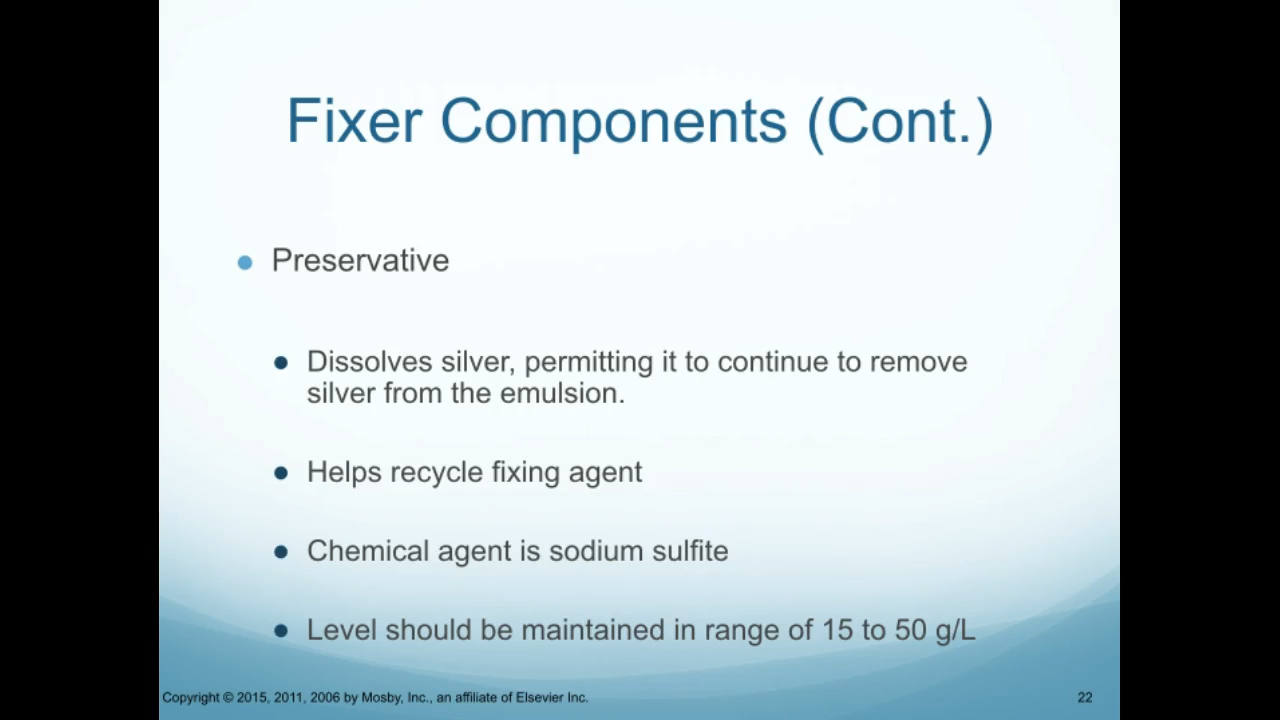 Fixer Components (Cont.)
Preservative
Dissolves silver, permitting it to continue to remove
silver from the emulsion.
Helps recycle fixing agent
Chemical agent is sodium sulfite
Level should be maintained in range of 15 to 50 g/L
Copyright © 2015, 2011, 2006 by Mosby, Inc., an affiliate of Elsevier Inc.
22